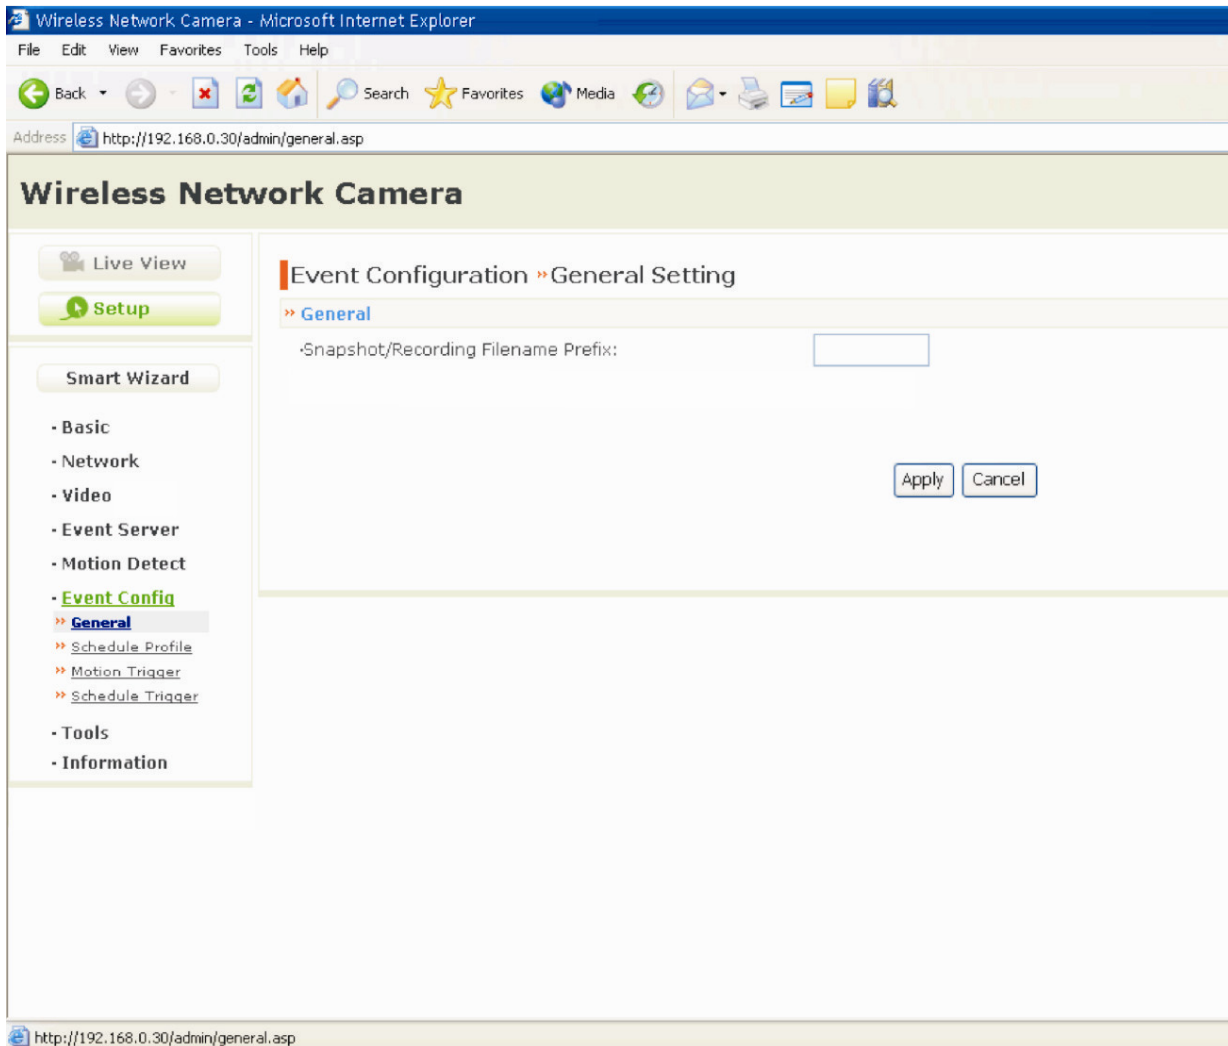 Wireless Network Camera - Microsoft Internet Explorer
File Edit View Favorites Tools Help
Back Search Favorites Media
Address http://192.168.0.30/admin/general.asp
Wireless Network Camera
Live View
Setup
Smart Wizard
- Basic
- Network
- Video
- Event Server
- Motion Detect
- Event Config
» General
» Schedule Profile
» Motion Trigger
» Schedule Trigger
- Tools
- Information
Event Configuration »General Setting
» General
·Snapshot/Recording Filename Prefix:
Apply Cancel
http://192.168.0.30/admin/general.asp